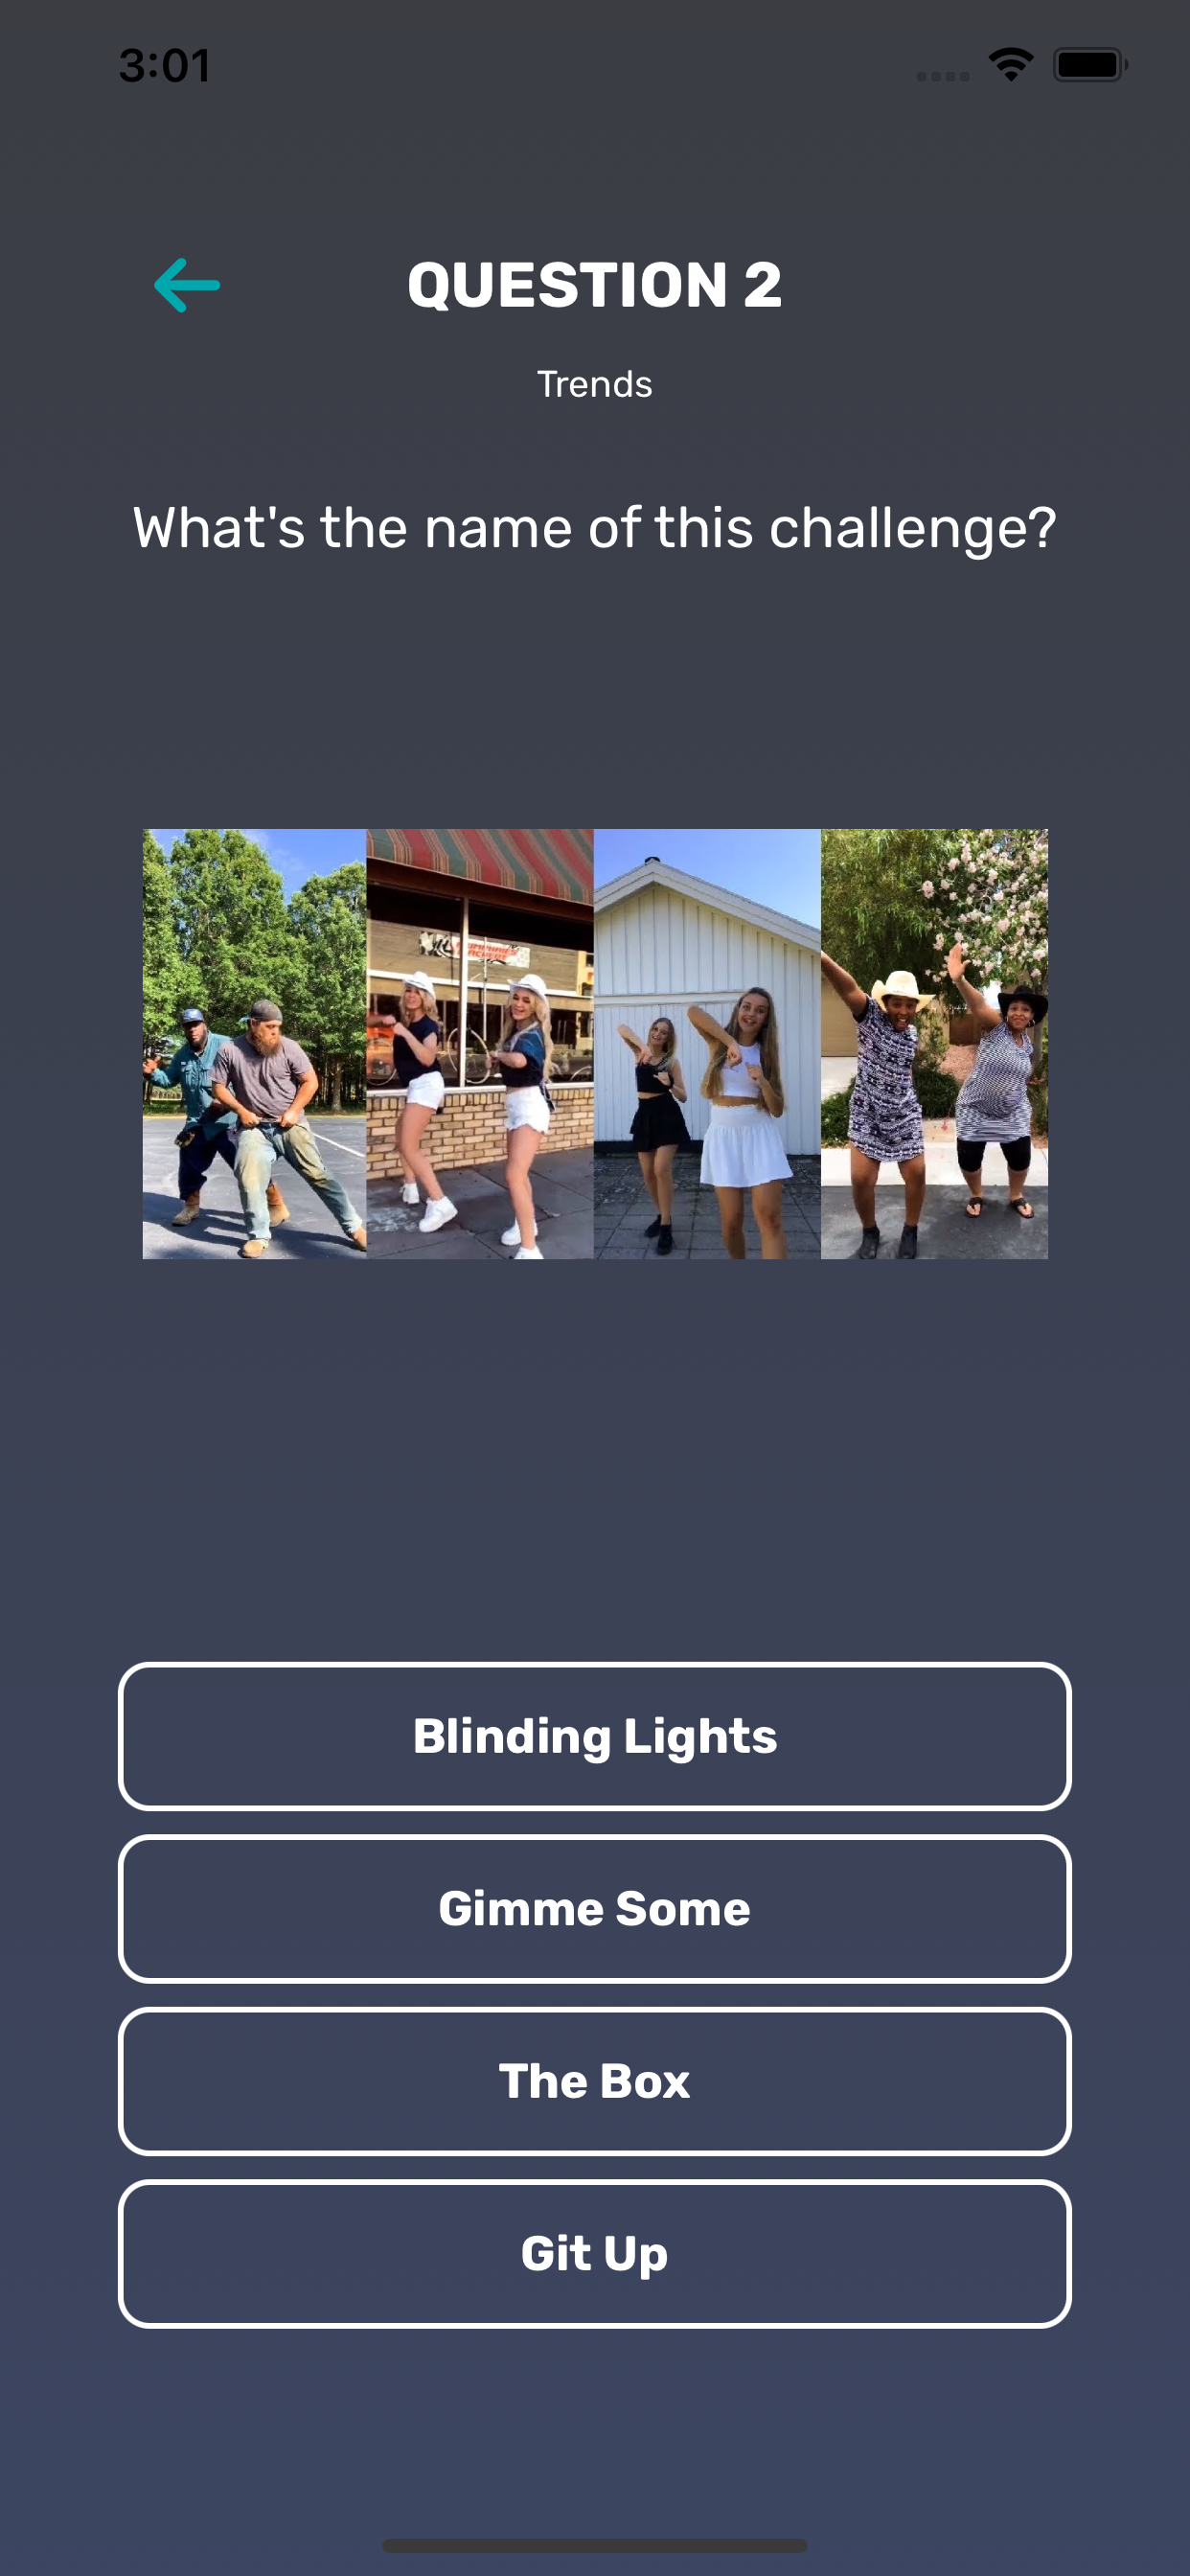 3:01
QUESTION 2
Trends
What's the name of this challenge?
Blinding Lights
Gimme Some
The Box
Git Up